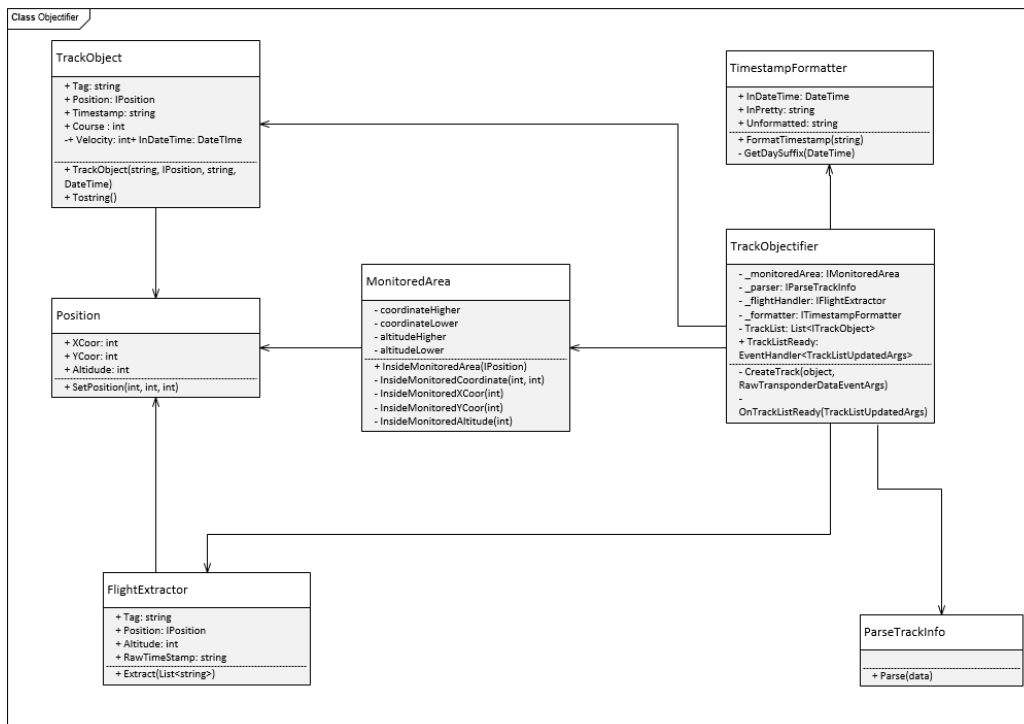 Class Objectifier
TrackObject
+ Tag: string
+ Position: IPosition
+ Timestamp: string
+ Course : int
-+ Velocity: int+ InDateTime: DateTIme
+ TrackObject(string, IPosition, string,
DateTime)
+ Tostring()
TimestampFormatter
+ InDateTime: DateTime
+ InPretty: string
+ Unformatted: string
+ FormatTimestamp(string)
- GetDaySuffix(DateTime)
TrackObjectifier
- _monitoredArea: IMonitoredArea
- _parser: IParseTrackInfo
- _flightHandler: IFlightExtractor
- _formatter: ITimestampFormatter
- TrackList: List<ITrackObject>
+ TrackListReady:
EventHandler<TrackListUpdatedArgs>
- CreateTrack(object,
RawTransponderDataEventArgs)
-
OnTrackListReady(TrackListUpdatedArgs)
MonitoredArea
- coordinateHigher
- coordinateLower
- altitudeHigher
- altitudeLower
+ InsideMonitoredArea(IPosition)
- InsideMonitoredCoordinate(int, int)
- InsideMonitoredXCoor(int)
- InsideMonitoredYCoor(int)
- InsideMonitoredAltitude(int)
Position
+ XCoor: int
+ YCoor: int
+ Altidude: int
+ SetPosition(int, int, int)
FlightExtractor
+ Tag: string
+ Position: IPosition
+ Altitude: int
+ RawTimeStamp: string
+ Extract(List<string>)
ParseTrackInfo
+ Parse(data)